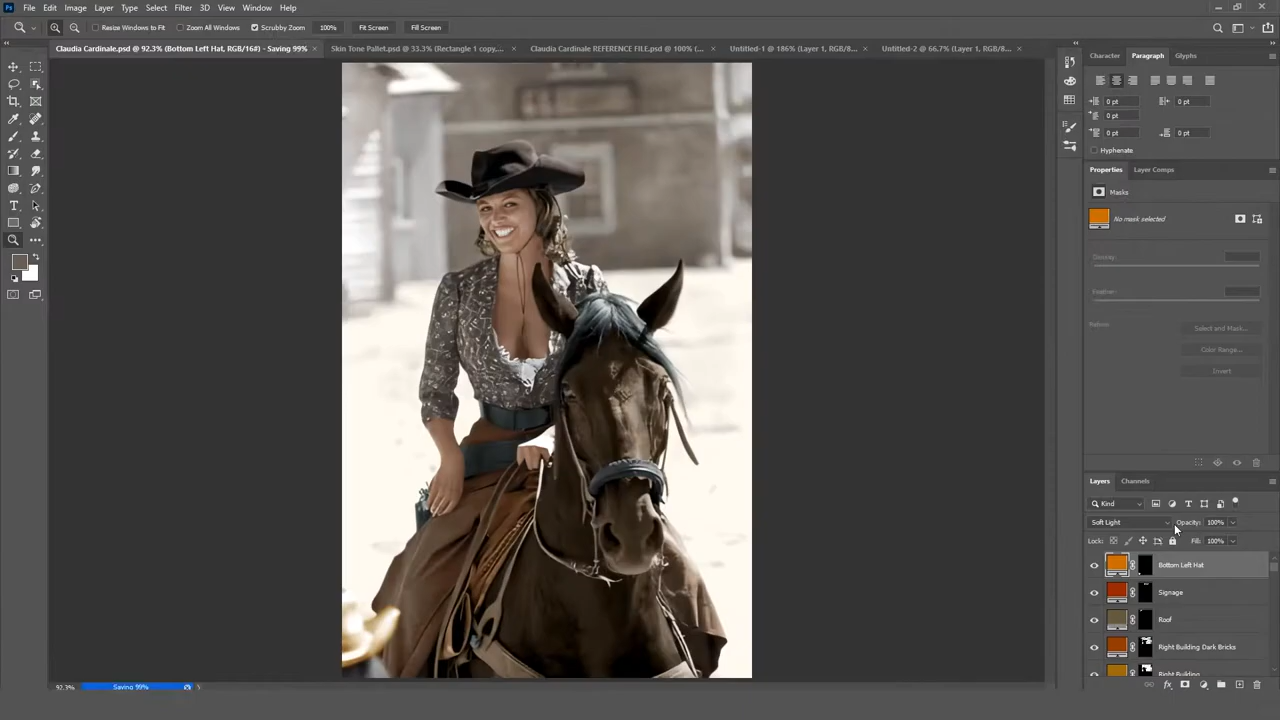 Ps File Edit Image Layer Type Select Filter 3D View Window Help
Resize Windows to Fit Zoom All Windows Scrubby Zoom 100% Fit Screen Fill Screen
Claudia Cardinale.psd @ 92.3% (Bottom Left Hat, RGB/16#) - Saving 99% × Skin Tone Pallet.psd @ 33.3% (Rectangle 1 copy,... × Claudia Cardinale REFERENCE FILE.psd @ 100% (... × Untitled-1 @ 186% (Layer 1, RGB/8... × Untitled-2 @ 66.7% (Layer 1, RGB/8... ×
Character Paragraph Glyphs
0 pt 0 pt
0 pt
0 pt 0 pt
Hyphenate
Properties Layer Comps
Masks
No mask selected
Density:
Feather:
Refine: Select and Mask...
Color Range...
Invert
Layers Channels
Kind
Soft Light Opacity: 100%
Lock: Fill: 100%
Bottom Left Hat
Signage
Roof
Right Building Dark Bricks
Right Building
92.3% Saving 99%